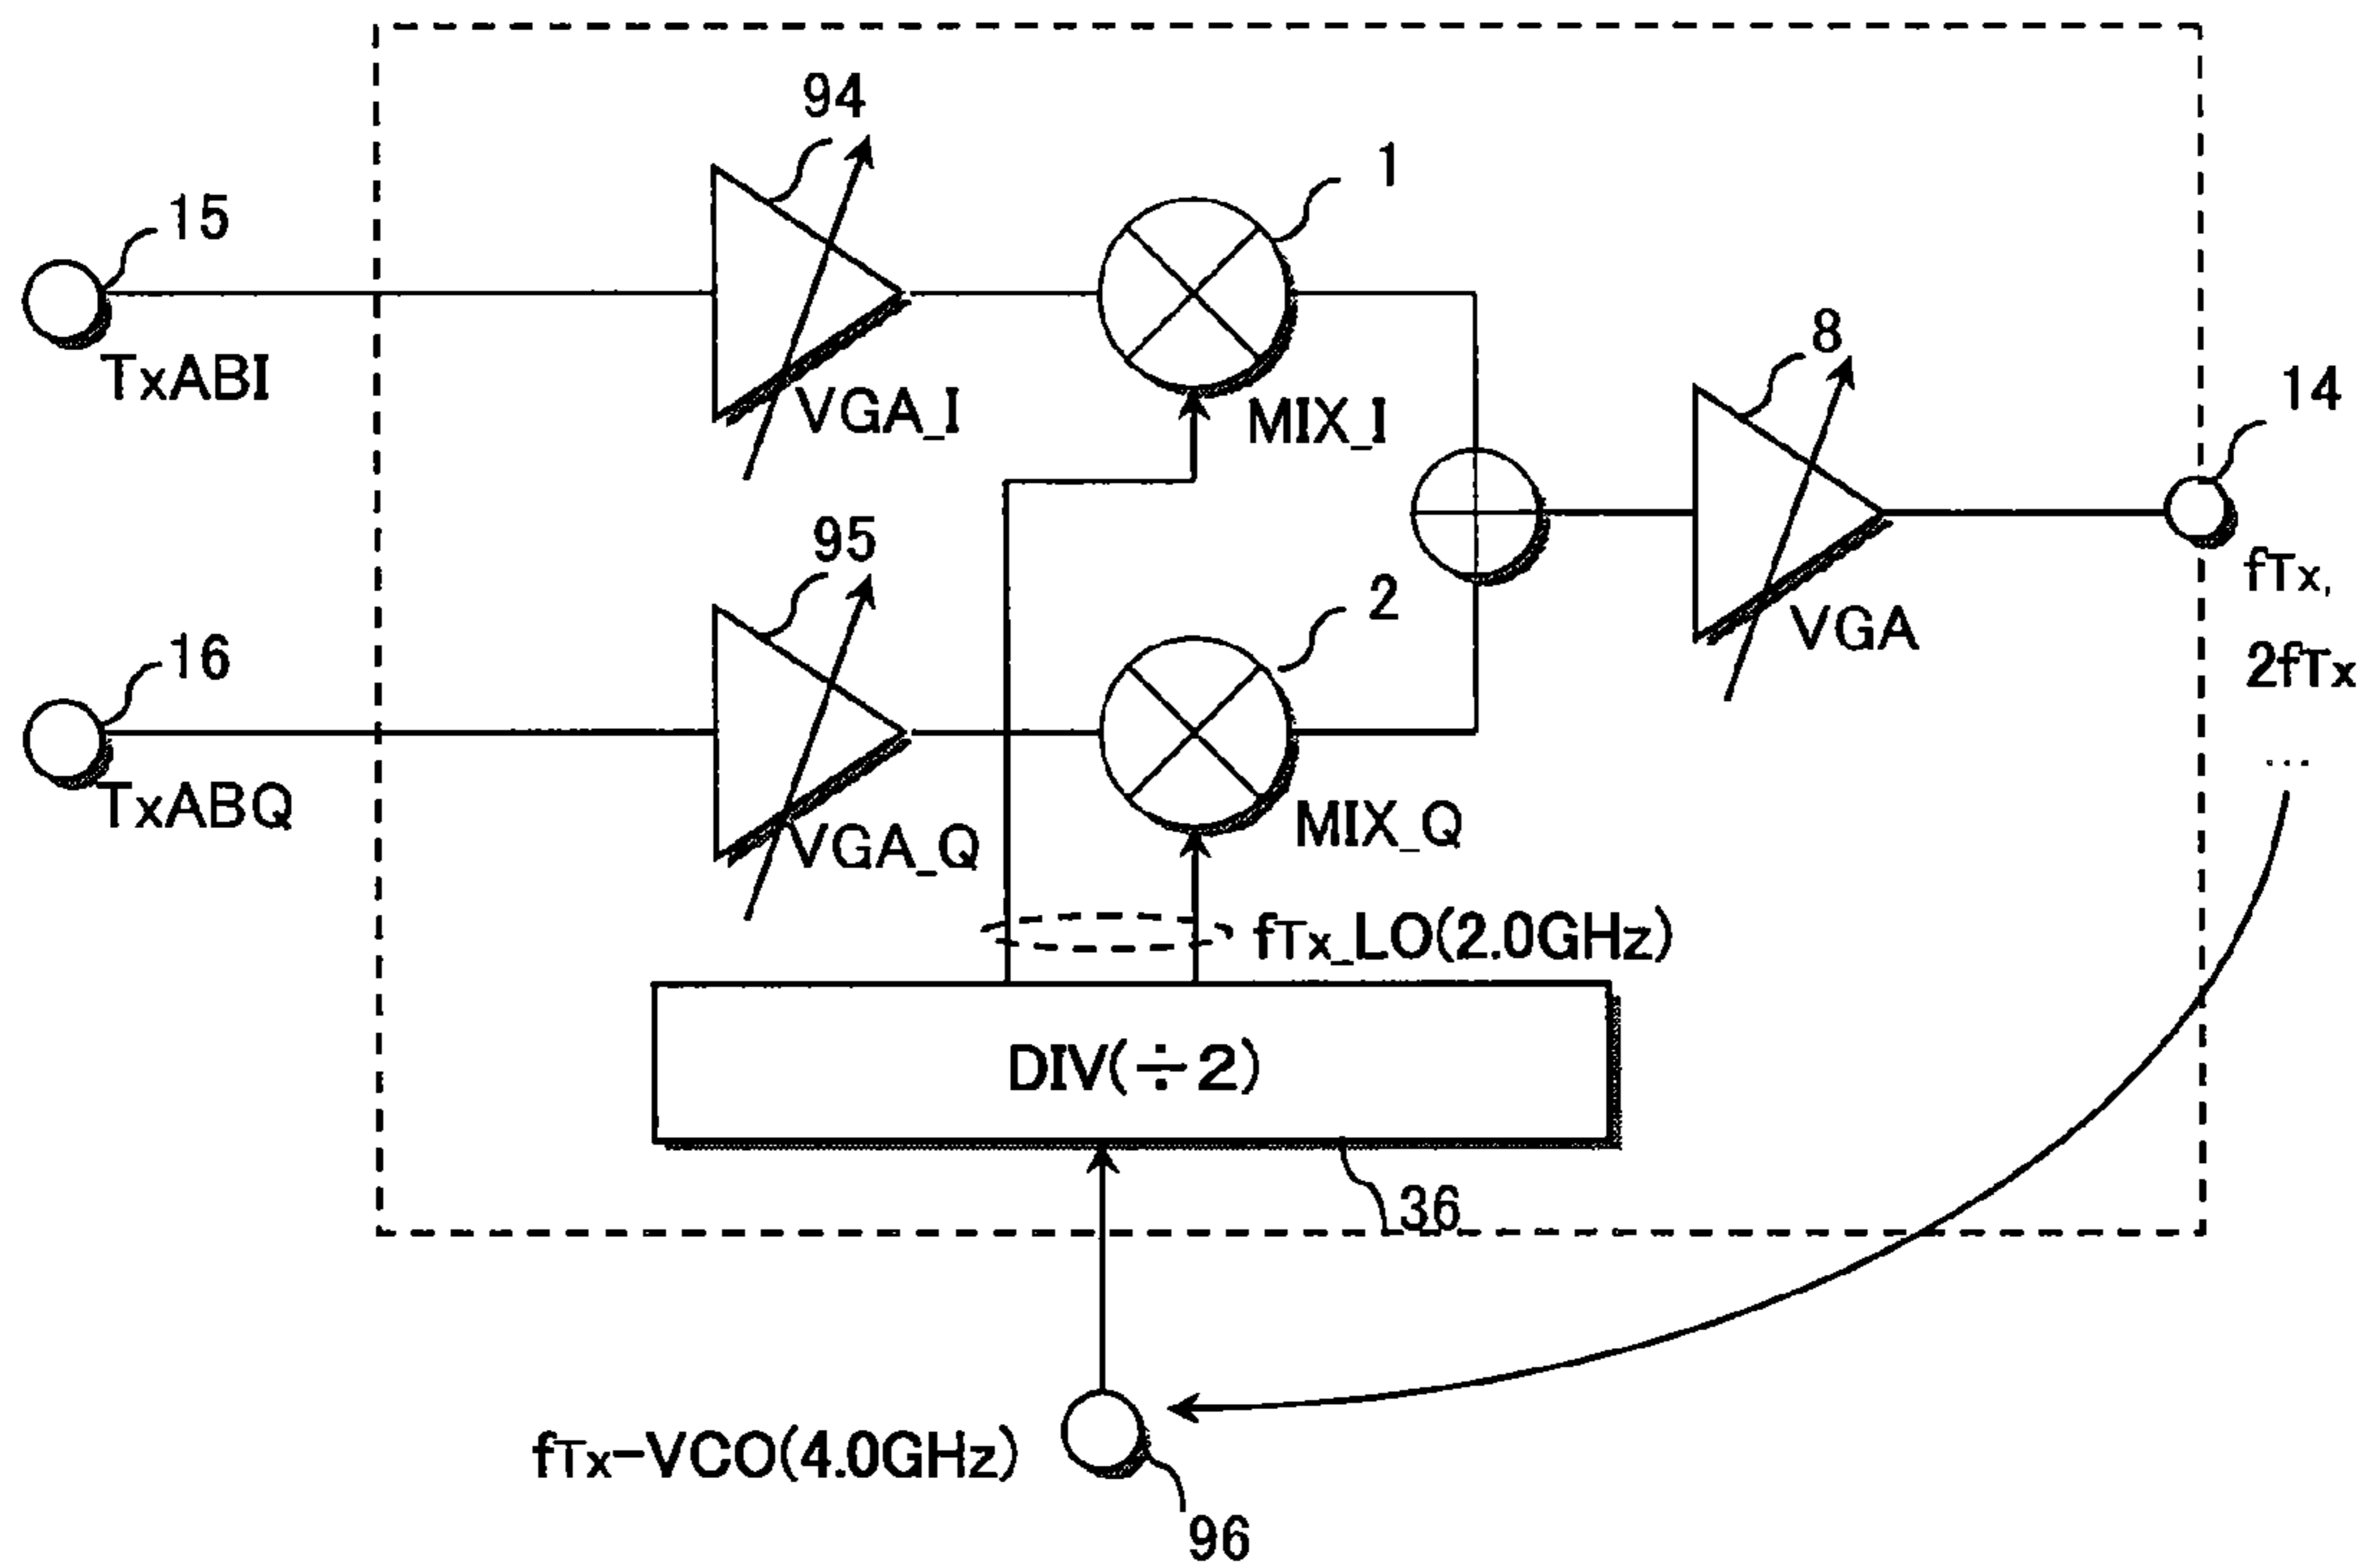 94
1
15
TxABI
VGA_I
MIX_I
8
14
95
2
fTx,
VGA
16
2fTx
...
TxABQ
VGA_Q
MIX_Q
fTx_LO(2.0GHz)
DIV(÷2)
36
fTx-VCO(4.0GHz)
96